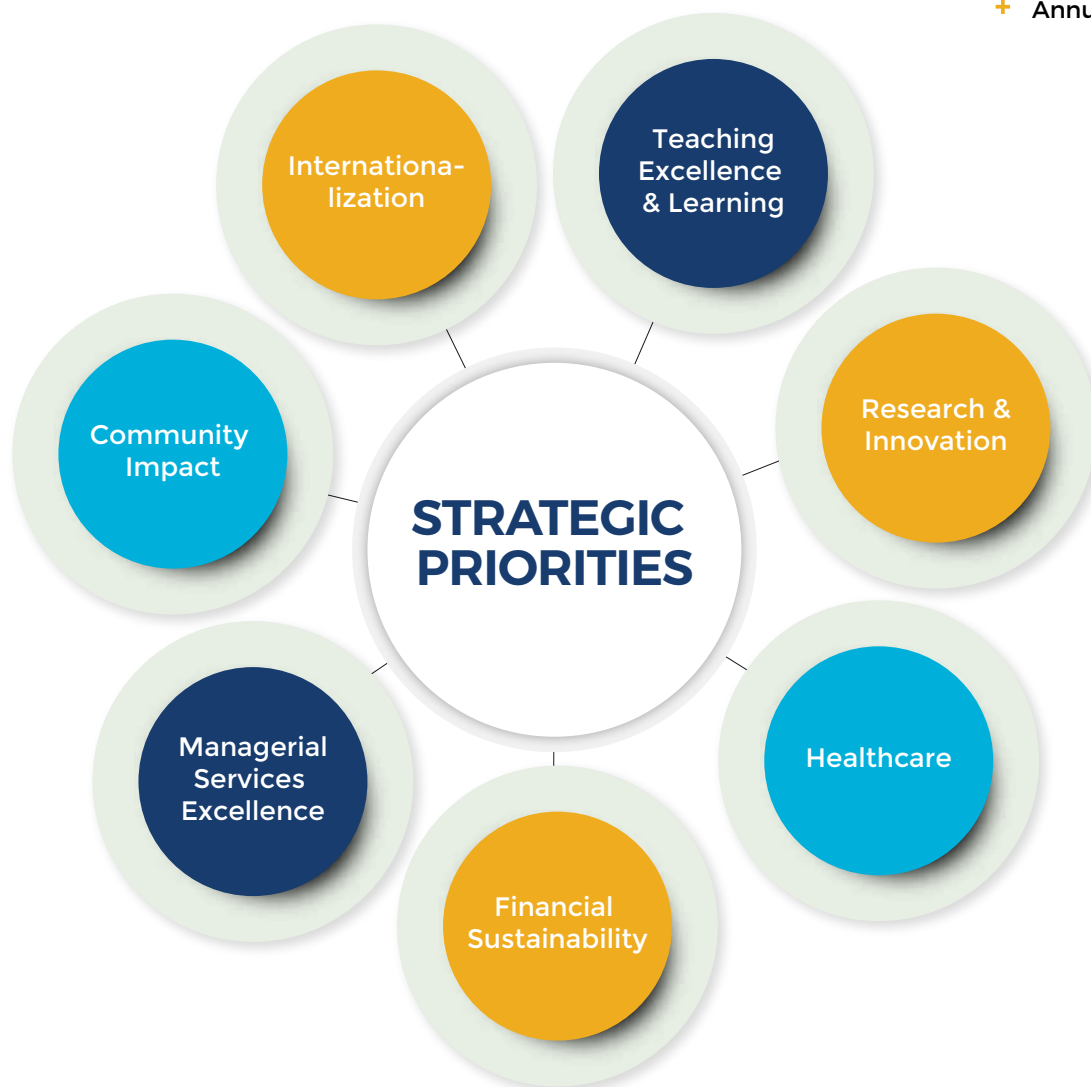 + Annu
Internationa-
lization
Teaching
Excellence
& Learning
Community
Impact
Research &
Innovation
STRATEGIC
PRIORITIES
Managerial
Services
Excellence
Healthcare
Financial
Sustainability